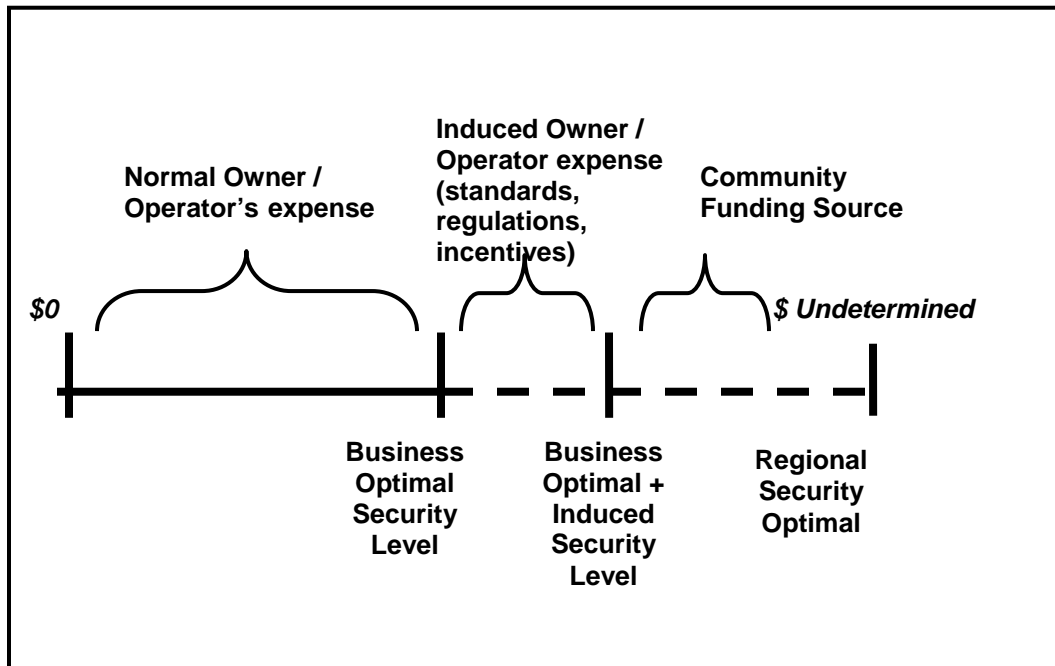 Normal Owner /
Operator's expense
Induced Owner /
Operator expense
(standards,
regulations,
incentives)
Community
Funding Source
$0
$ Undetermined
Business
Optimal
Security
Level
Business
Optimal +
Induced
Security
Level
Regional
Security
Optimal